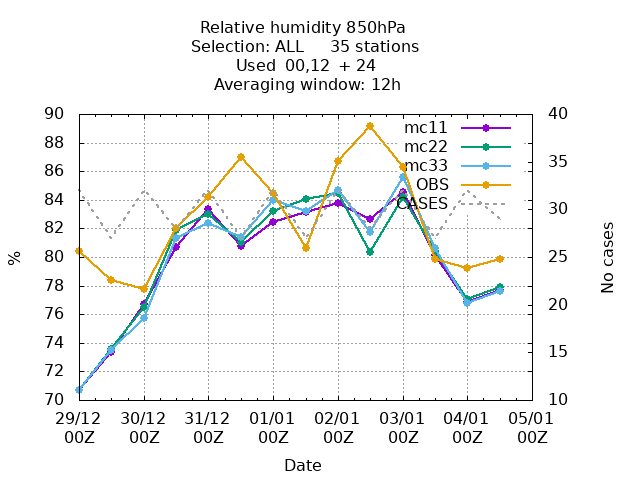 Relative humidity 850hPa
Selection: ALL 35 stations
Used 00,12 + 24
Averaging window: 12h
90 40
88
86 35
84
82 30
80 25
78
76 20
74
72 15
70 10
mc11
mc22
mc33
OBS
CASES
%
No cases
29/12 30/12 31/12 01/01 02/01 03/01 04/01 05/01
00Z 00Z 00Z 00Z 00Z 00Z 00Z 00Z
Date